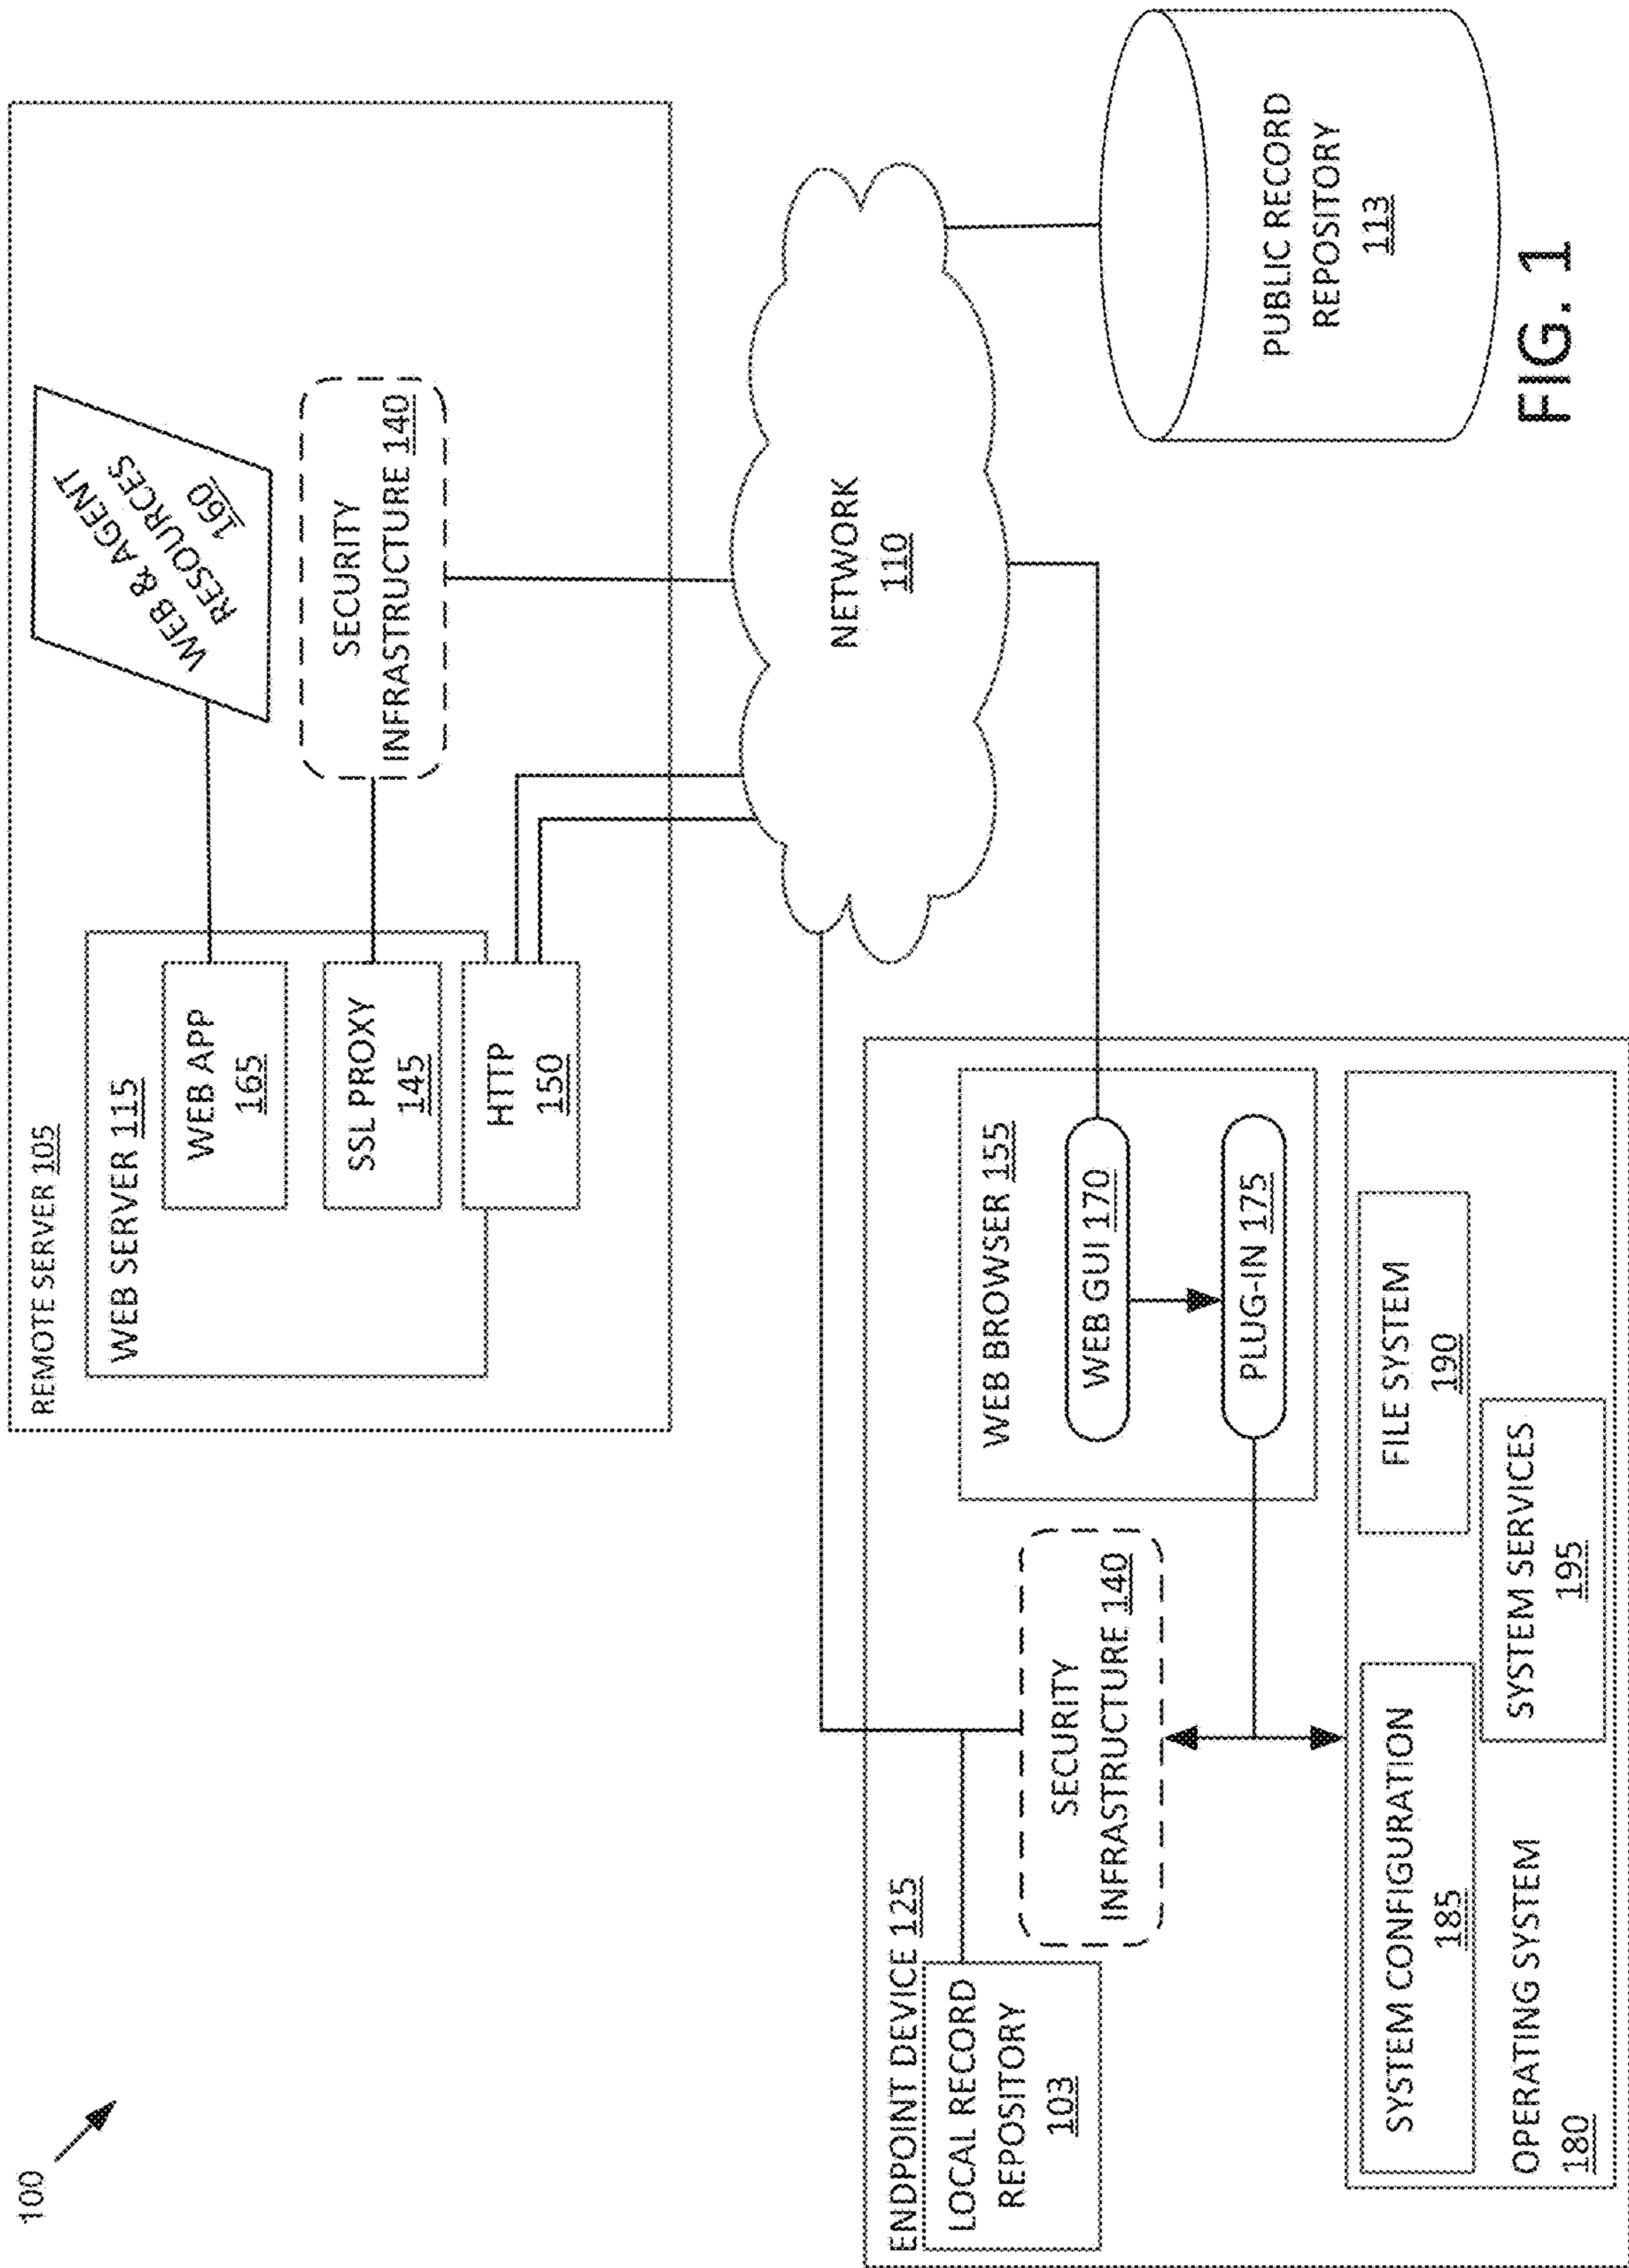 100
REMOTE SERVER 105
WEB SERVER 115
WEB APP
165
SSL PROXY
145
HTTP
150
WEB & AGENT
RESOURCES
160
SECURITY
INFRASTRUCTURE 140
NETWORK
110
PUBLIC RECORD
REPOSITORY
113
ENDPOINT DEVICE 125
LOCAL RECORD
REPOSITORY
103
SECURITY
INFRASTRUCTURE 140
WEB BROWSER 155
WEB GUI 170
PLUG-IN 175
SYSTEM CONFIGURATION
185
FILE SYSTEM
190
SYSTEM SERVICES
195
OPERATING SYSTEM
180
FIG. 1